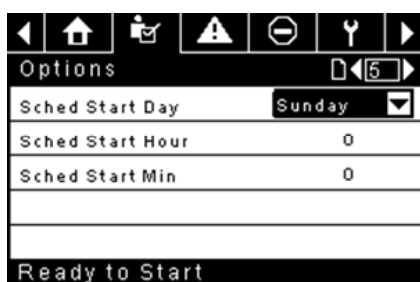 Options 5
Sched Start Day Sunday
Sched Start Hour 0
Sched Start Min 0
Ready to Start